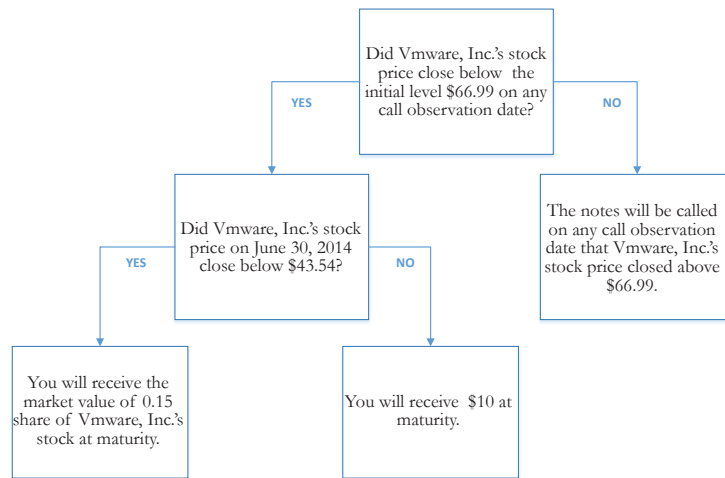 Did Vmware, Inc.'s stock
price close below the
initial level $66.99 on any
call observation date?
YES
NO
Did Vmware, Inc.'s stock
price on June 30, 2014
close below $43.54?
The notes will be called
on any call observation
date that Vmware, Inc.'s
stock price closed above
$66.99.
YES
NO
You will receive the
market value of 0.15
share of Vmware, Inc.'s
stock at maturity.
You will receive $10 at
maturity.